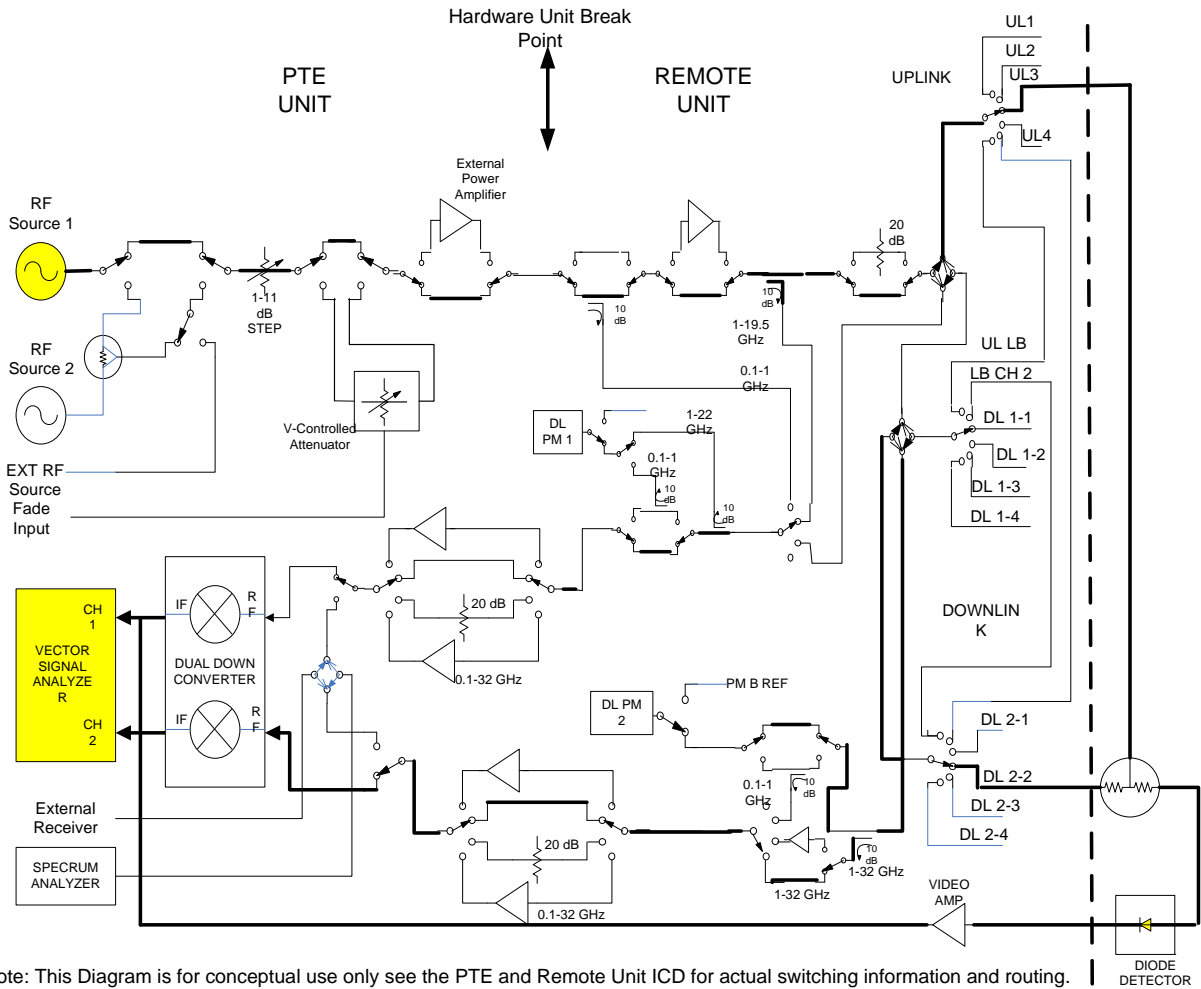 Hardware Unit Break
Point
PTE
UNIT
REMOTE
UNIT
UPLINK
UL1
UL2
UL3
UL4
RF
Source 1
External
Power
Amplifier
20
dB
1-11
dB
STEP
10
dB
10
dB
1-19.5
GHz
RF
Source 2
0.1-1
GHz
UL LB
LB CH 2
DL 1-1
DL 1-2
DL 1-3
DL 1-4
V-Controlled
Attenuator
DL
PM 1
1-22
GHz
0.1-1
GHz
10
dB
10
dB
EXT RF
Source
Fade
Input
CH
1
IF
R
F
20 dB
VECTOR
SIGNAL
ANALYZE
R
DUAL DOWN
CONVERTER
0.1-32 GHz
DOWNLIN
K
CH
2
IF
R
F
DL PM
2
PM B REF
DL 2-1
DL 2-2
DL 2-3
DL 2-4
0.1-1
GHz
10
dB
External
Receiver
20 dB
10
dB
1-32 GHz
SPECRUM
ANALYZER
1-32 GHz
0.1-32 GHz
VIDEO
AMP
DIODE
DETECTOR
ote: This Diagram is for conceptual use only see the PTE and Remote Unit ICD for actual switching information and routing.